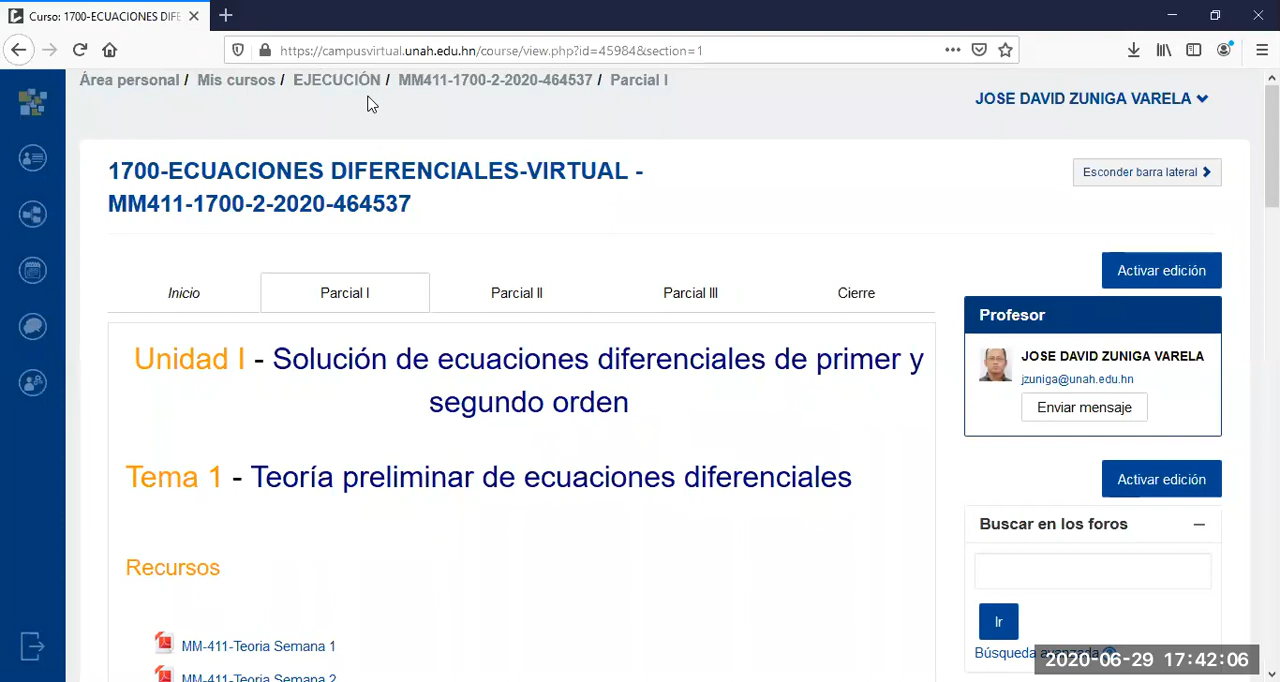 Curso: 1700-ECUACIONES DIFE
https://campusvirtual.unah.edu.hn/course/view.php?id=45984&section=1
Área personal / Mis cursos / EJECUCIÓN / MM411-1700-2-2020-464537 / Parcial I
JOSE DAVID ZUNIGA VARELA
1700-ECUACIONES DIFERENCIALES-VIRTUAL -
MM411-1700-2-2020-464537
Esconder barra lateral
Activar edición
Inicio Parcial I Parcial II Parcial III Cierre
Profesor
JOSE DAVID ZUNIGA VARELA
jzuniga@unah.edu.hn
Enviar mensaje
Unidad I - Solución de ecuaciones diferenciales de primer y
segundo orden
Tema 1 - Teoría preliminar de ecuaciones diferenciales
Activar edición
Buscar en los foros
Recursos
Ir
MM-411-Teoria Semana 1
Búsqueda avanzada
2020-06-29 17:42:06
MM-411-Teoria Semana 2